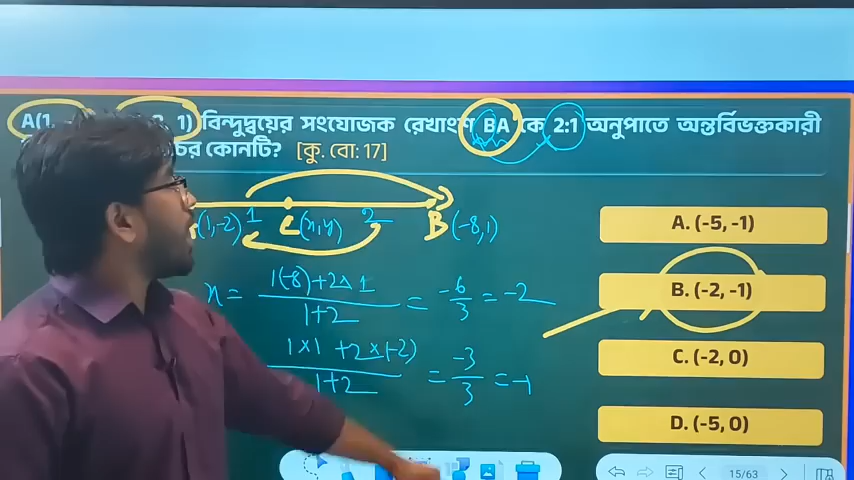 A(1, 1) বিন্দুদ্বয়ের সংযোজক রেখাংশ BA কে 2:1 অনুপাতে অন্তর্বিভক্তকারী
কোনটি? [কু. বো: 17]
(1,-2) 1 C(x,y) 2 B(-8,1)
A. (-5, -1)
B. (-2, -1)
C. (-2, 0)
D. (-5, 0)
x = 1(-8)+2×1 / 1+2 = -6/3 = -2
1×1 +2×(-2) / 1+2 = -3/3 = -1
15/63